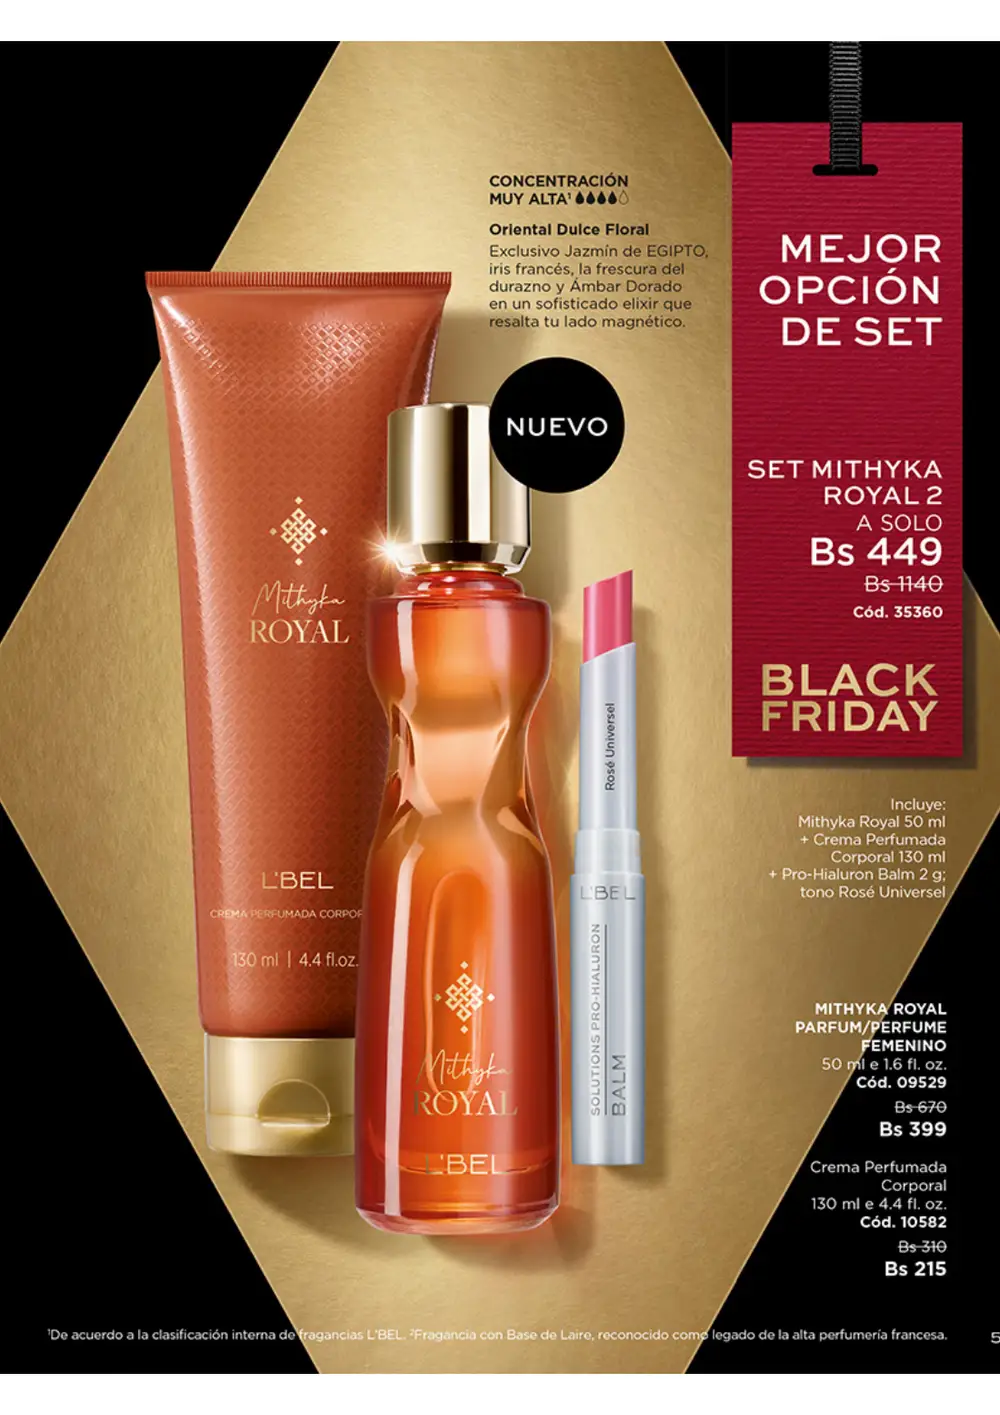 CONCENTRACIÓN
MUY ALTA¹
Oriental Dulce Floral
Exclusivo Jazmín de EGIPTO,
iris francés, la frescura del
durazno y Ámbar Dorado
en un sofisticado elixir que
resalta tu lado magnético.
NUEVO
MEJOR
OPCIÓN
DE SET
SET MITHYKA
ROYAL 2
A SOLO
Bs 449
Bs 1140
Cód. 35360
BLACK
FRIDAY
Mithyka
ROYAL
L'BEL
CREMA PERFUMADA CORPOR
130 ml | 4.4 fl.oz.
Mithyka
ROYAL
L'BEL
Rosé Universel
L'BEL
SOLUTIONS PRO-HIALURON
BALM
Incluye:
Mithyka Royal 50 ml
+ Crema Perfumada
Corporal 130 ml
+ Pro-Hialuron Balm 2 g;
tono Rosé Universel
MITHYKA ROYAL
PARFUM/PERFUME
FEMENINO
50 ml e 1.6 fl. oz.
Cód. 09529
Bs 670
Bs 399
Crema Perfumada
Corporal
130 ml e 4.4 fl. oz.
Cód. 10582
Bs 310
Bs 215
¹De acuerdo a la clasificación interna de fragancias L'BEL. ²Fragancia con Base de Laire, reconocido como legado de la alta perfumería francesa.
5